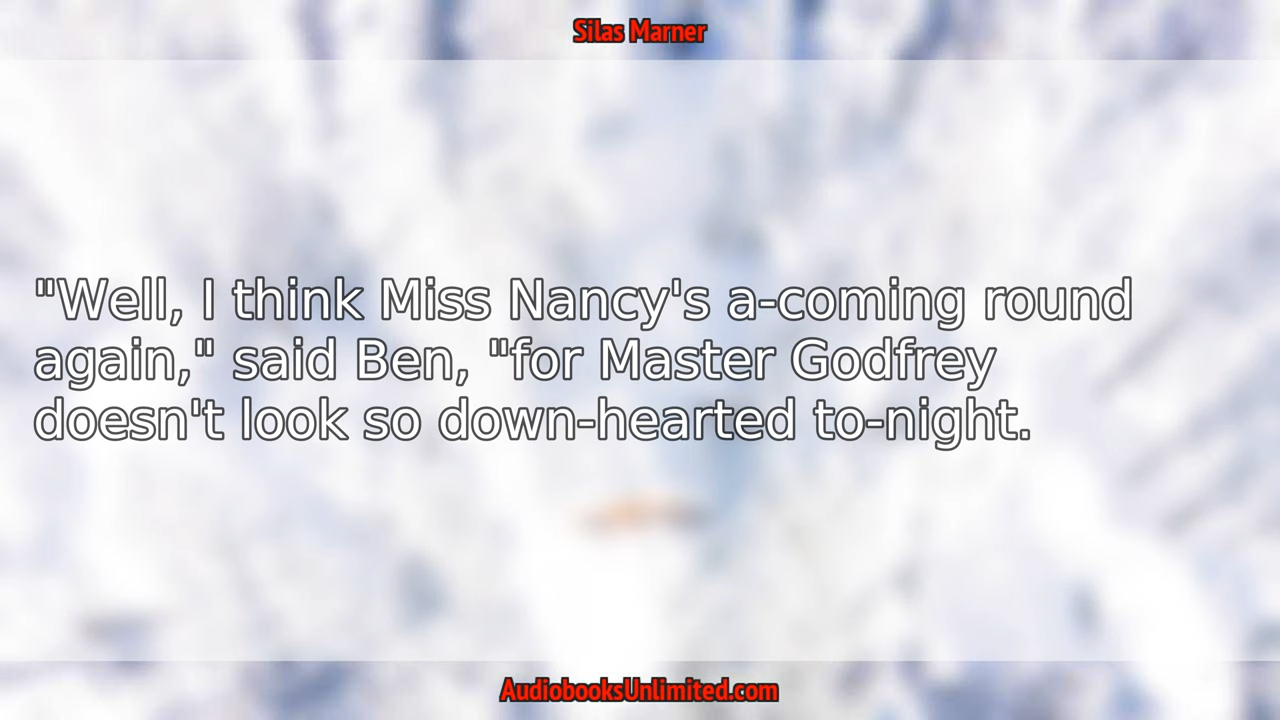 Silas Marner
"Well, I think Miss Nancy's a-coming round
again," said Ben, "for Master Godfrey
doesn't look so down-hearted to-night.
AudiobooksUnlimited.com